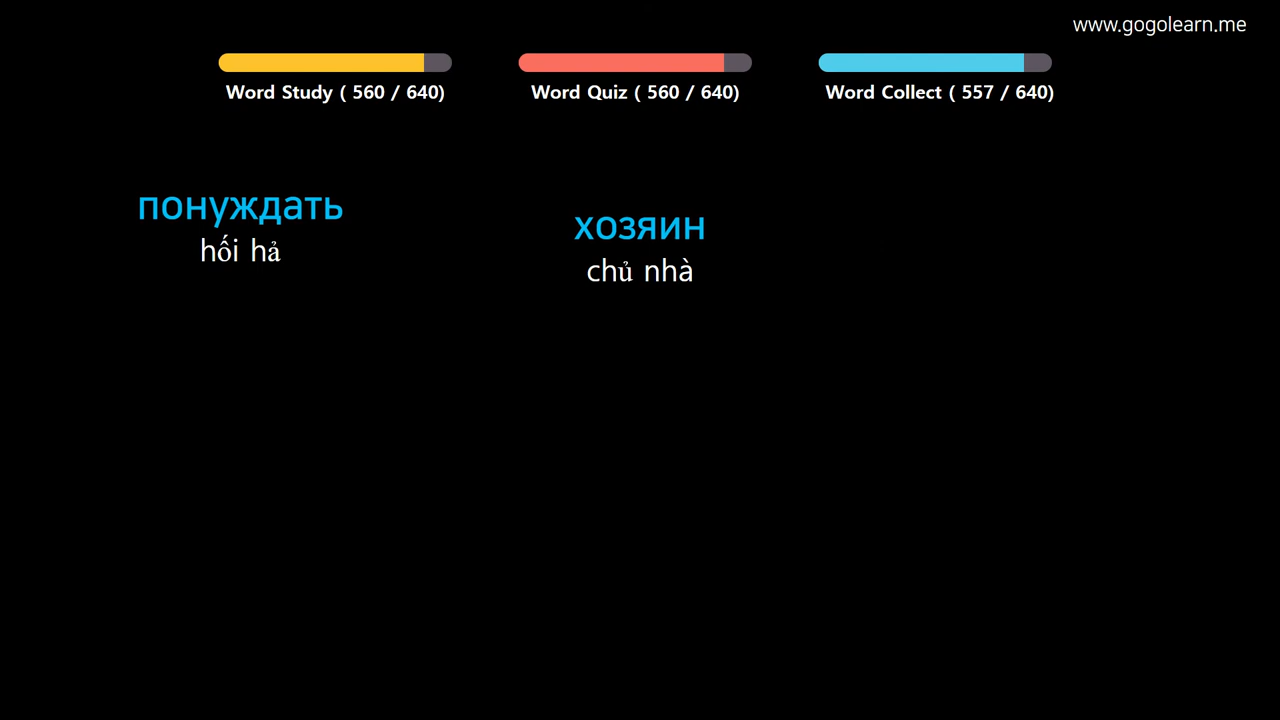 www.gogolearn.me
Word Study ( 560 / 640)
Word Quiz ( 560 / 640)
Word Collect ( 557 / 640)
понуждать
hối hả
хозяин
chủ nhà